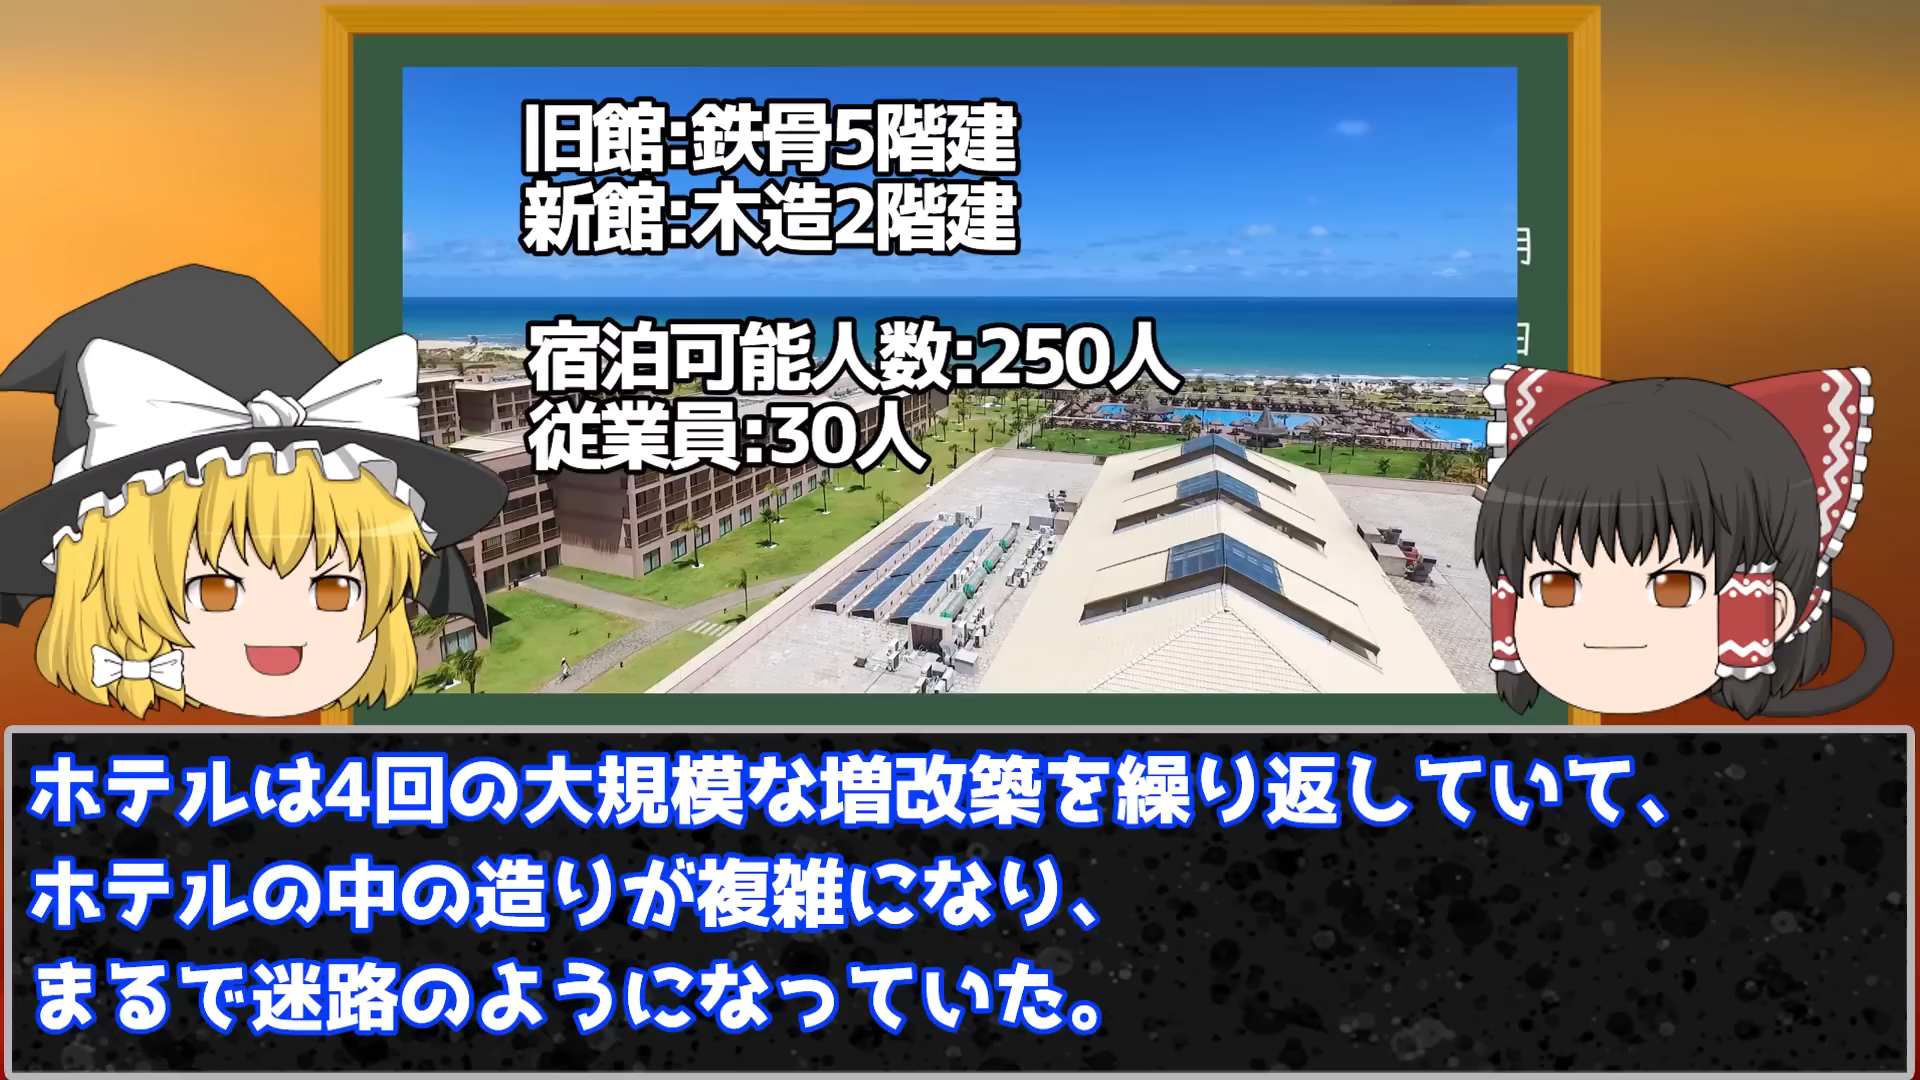 旧館:鉄骨5階建
新館:木造2階建
宿泊可能人数:250人
従業員:30人
月
日
ホテルは4回の大規模な増改築を繰り返していて、
ホテルの中の造りが複雑になり、
まるで迷路のようになっていた。